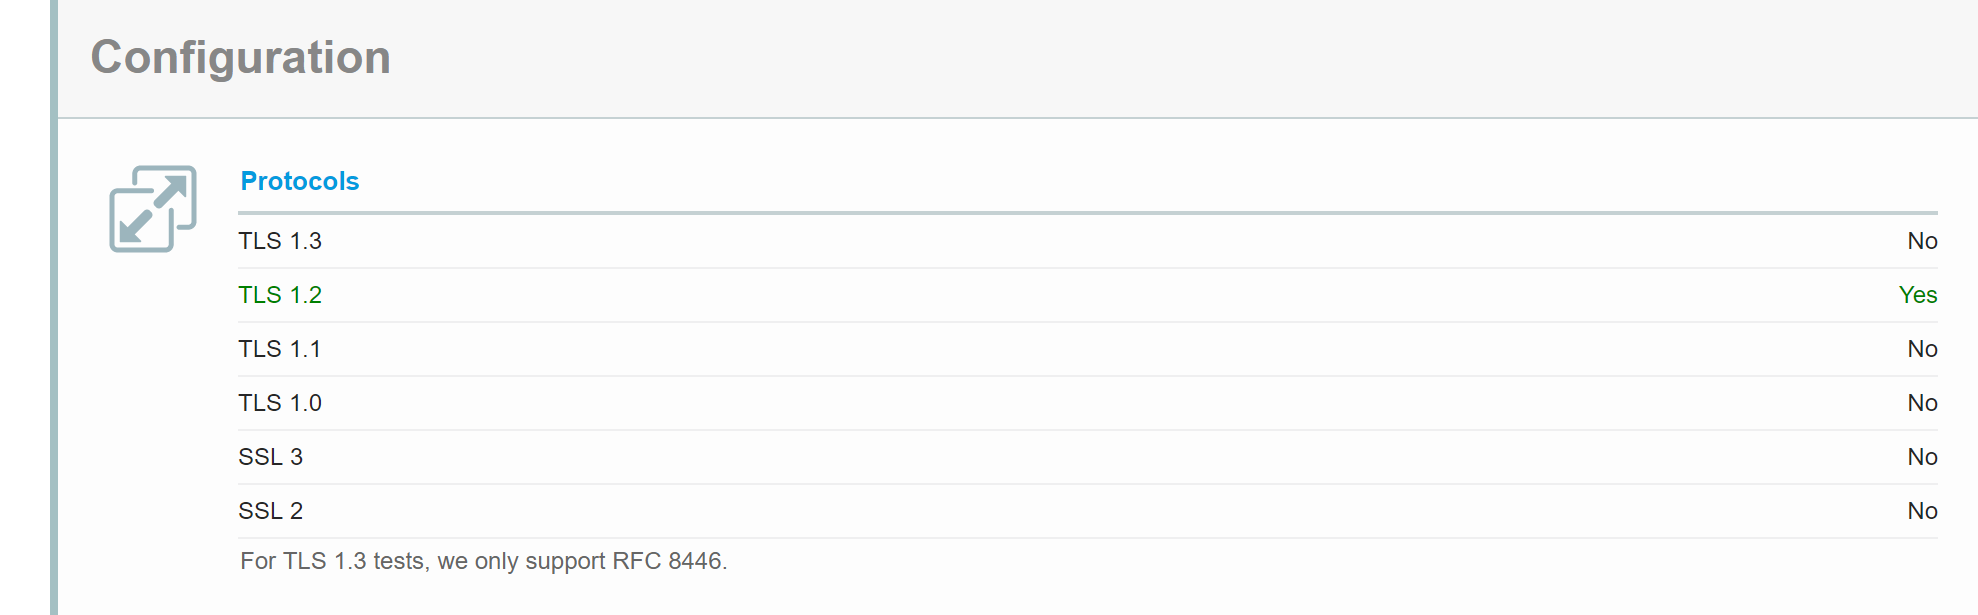 Configuration
Protocols
TLS 1.3 No
TLS 1.2 Yes
TLS 1.1 No
TLS 1.0 No
SSL 3 No
SSL 2 No
For TLS 1.3 tests, we only support RFC 8446.